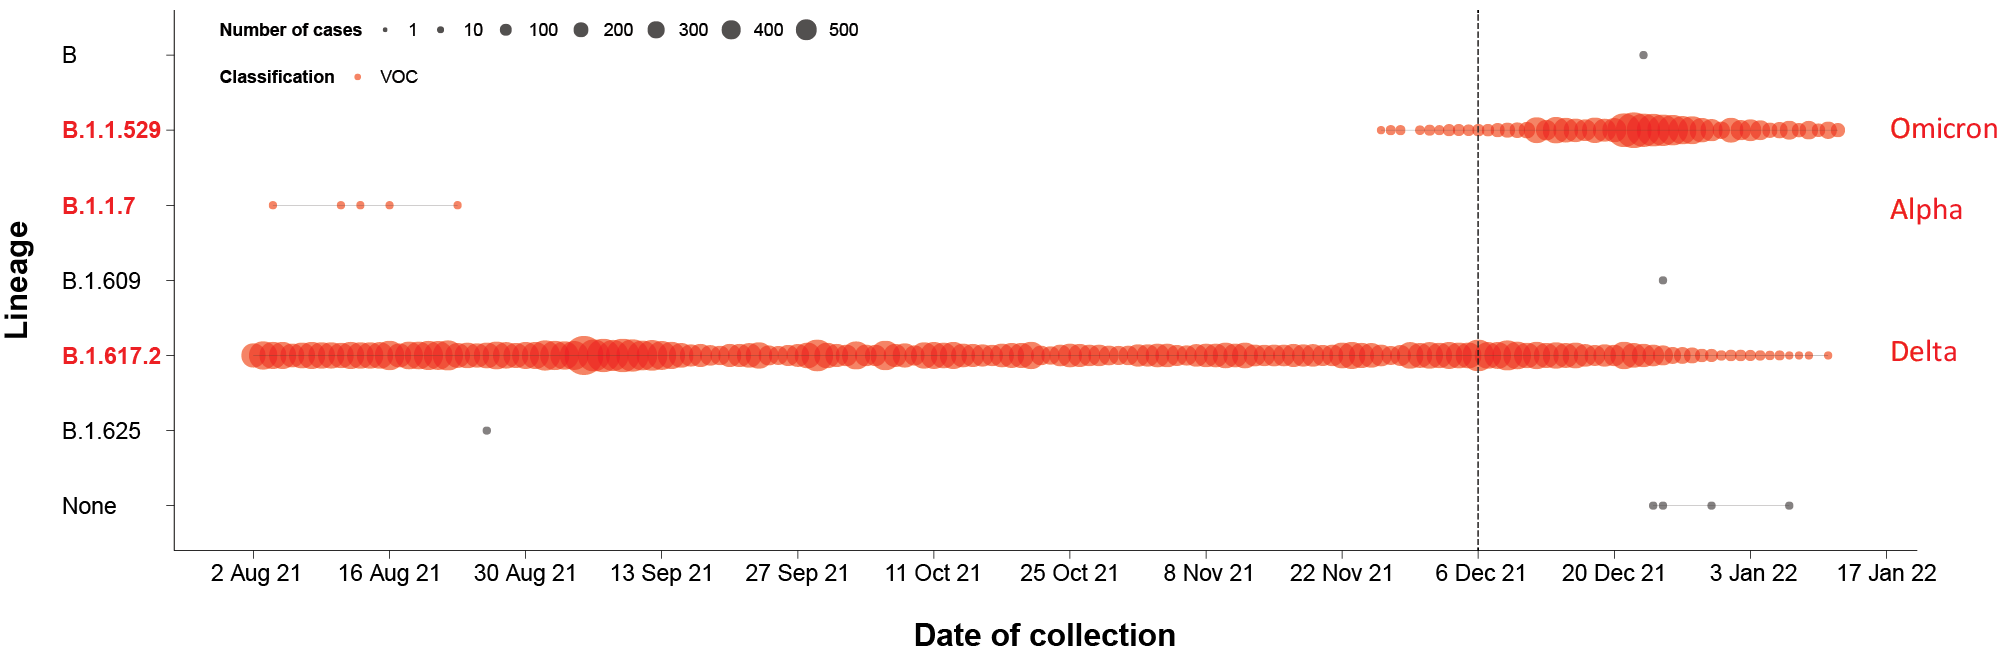 Number of cases 1 10 100 200 300 400 500
Classification VOC
B
B.1.1.529 Omicron
B.1.1.7 Alpha
B.1.609
B.1.617.2 Delta
B.1.625
None
Lineage
2 Aug 21 16 Aug 21 30 Aug 21 13 Sep 21 27 Sep 21 11 Oct 21 25 Oct 21 8 Nov 21 22 Nov 21 6 Dec 21 20 Dec 21 3 Jan 22 17 Jan 22
Date of collection